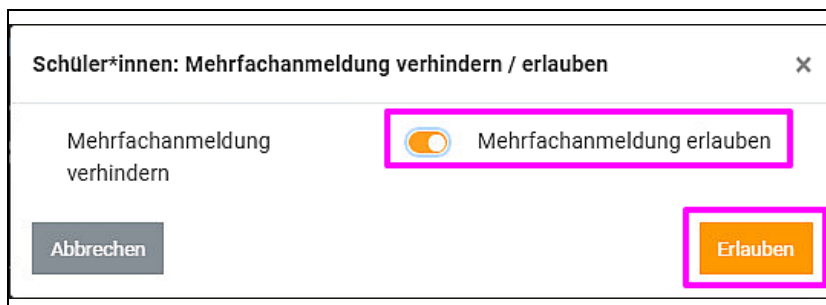 Schüler*innen: Mehrfachanmeldung verhindern / erlauben ×
Mehrfachanmeldung verhindern
Mehrfachanmeldung erlauben
Abbrechen
Erlauben